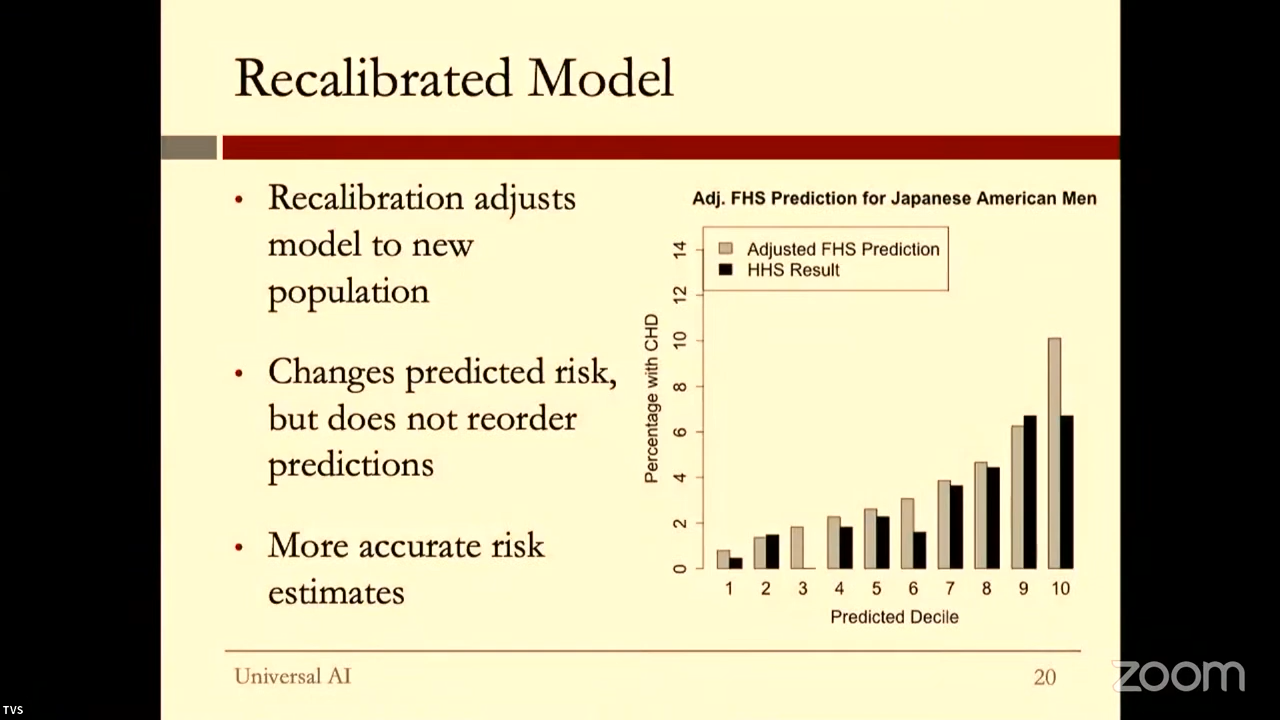 Recalibrated Model
• Recalibration adjusts
model to new
population
• Changes predicted risk,
but does not reorder
predictions
• More accurate risk
estimates
Adj. FHS Prediction for Japanese American Men
Adjusted FHS Prediction
HHS Result
Percentage with CHD
14
12
10
8
6
4
2
0
1 2 3 4 5 6 7 8 9 10
Predicted Decile
Universal AI
20
zoom
TVS